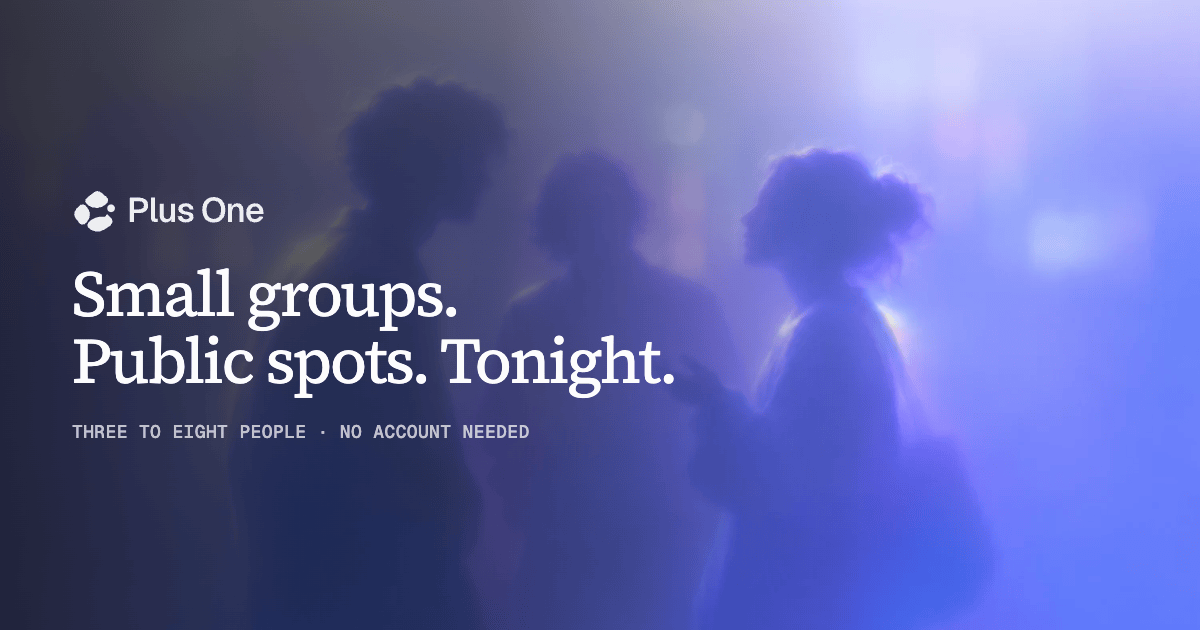 Plus One
Small groups.
Public spots. Tonight.
THREE TO EIGHT PEOPLE · NO ACCOUNT NEEDED